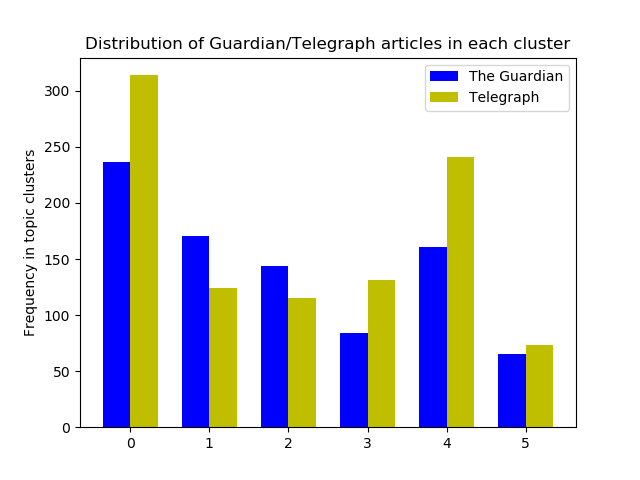 Distribution of Guardian/Telegraph articles in each cluster
The Guardian
Telegraph
Frequency in topic clusters
300
250
200
150
100
50
0
0 1 2 3 4 5